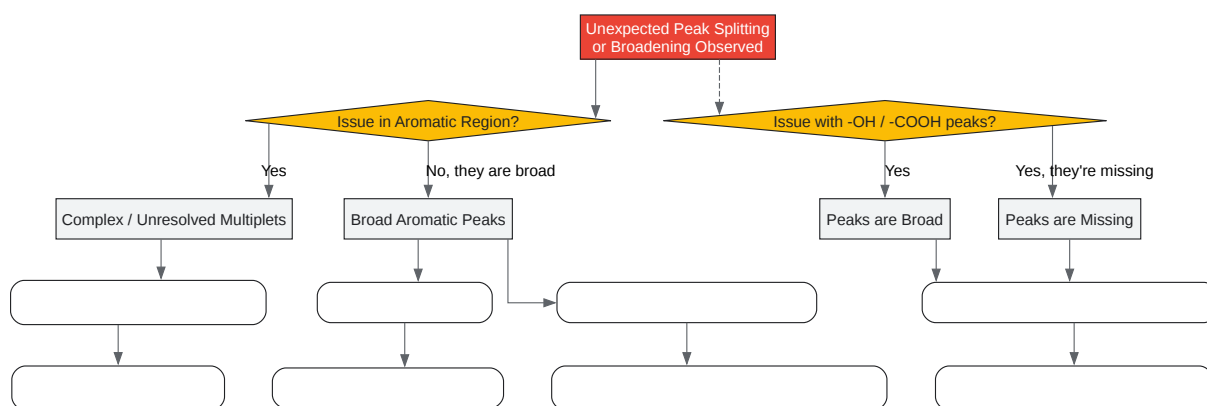 Unexpected Peak Splitting
or Broadening Observed
Issue in Aromatic Region?
Issue with -OH / -COOH peaks?
Yes
No, they are broad
Yes
Yes, they're missing
Complex / Unresolved Multiplets
Broad Aromatic Peaks
Peaks are Broad
Peaks are Missing